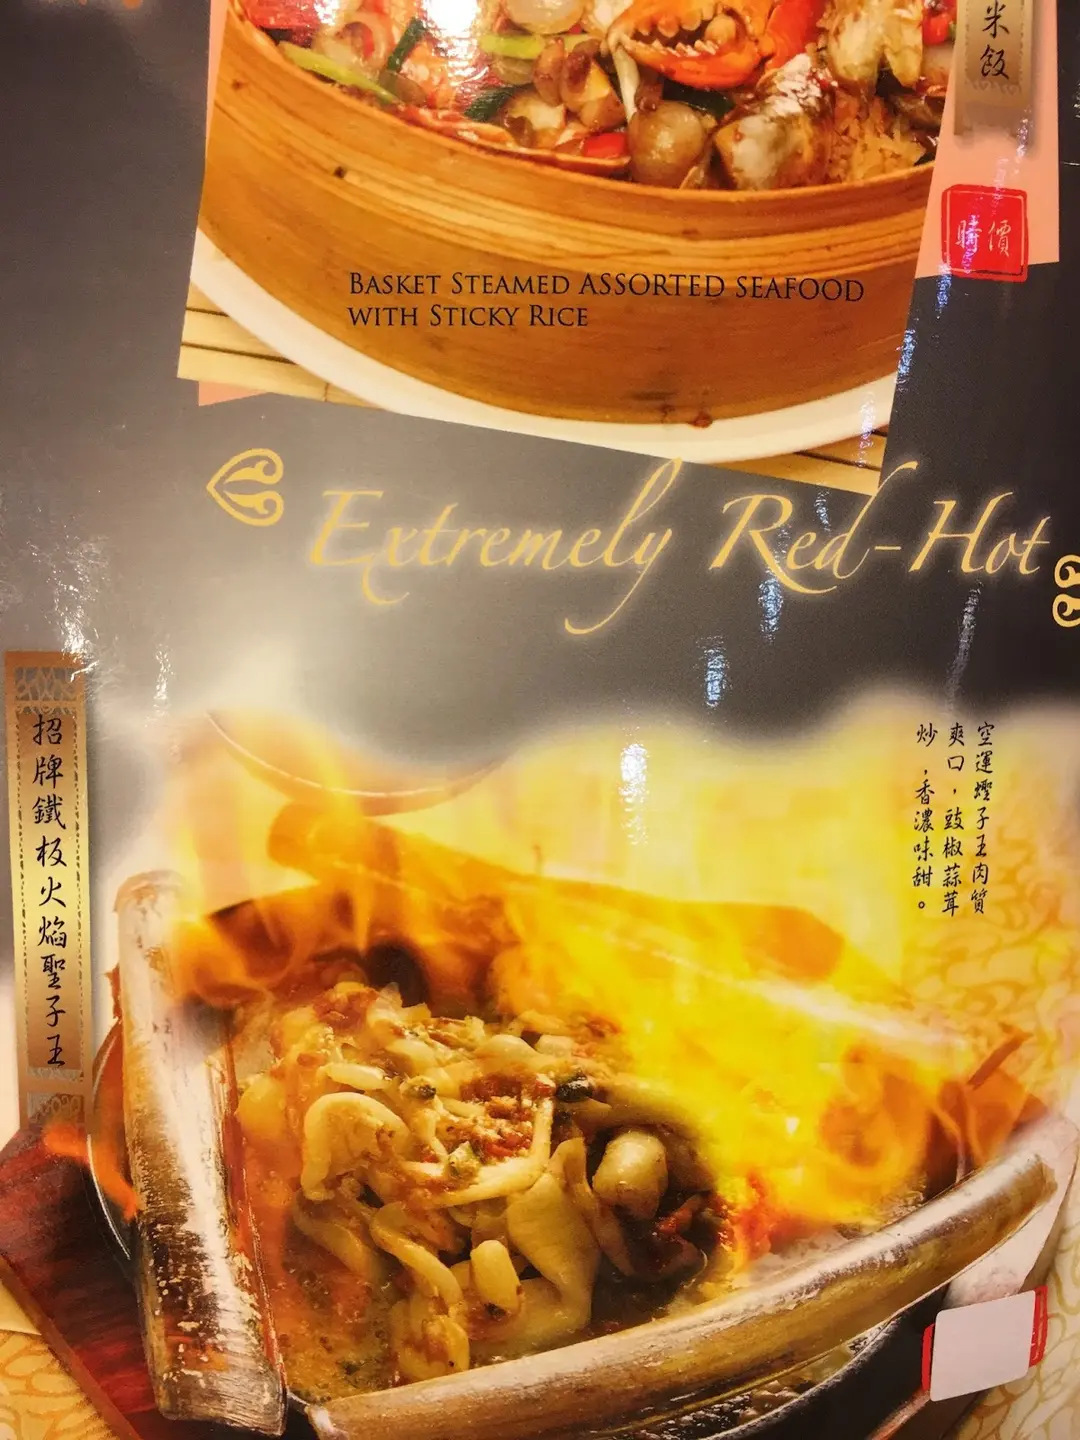 米飯
時價
BASKET STEAMED ASSORTED SEAFOOD
WITH STICKY RICE
Extremely Red-Hot
招牌鐵板火焰聖子王
空運蟶子王肉質
爽口，豉椒蒜茸
炒，香濃味甜。